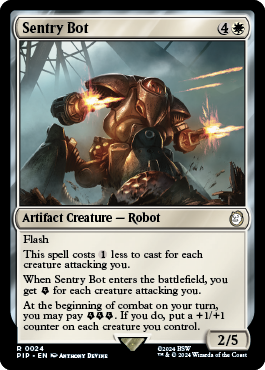 Sentry Bot 4
Artifact Creature — Robot
Flash
This spell costs 1 less to cast for each
creature attacking you.
When Sentry Bot enters the battlefield, you
get for each creature attacking you.
At the beginning of combat on your turn,
you may pay . If you do, put a +1/+1
counter on each creature you control.
2/5
R 0024
PIP • EN Anthony Devine
©2024 BSW
™ & © 2024 Wizards of the Coast